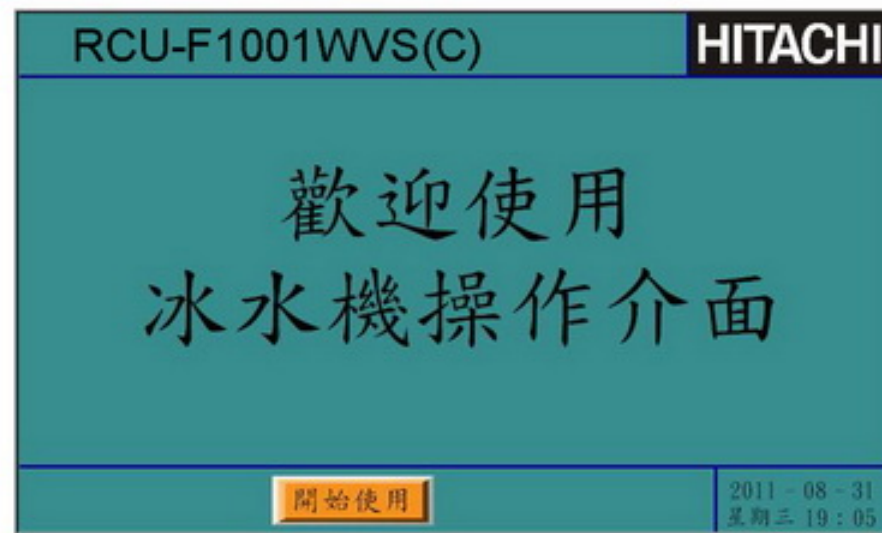 RCU-F1001WVS(C)
HITACHI
歡迎使用
冰水機操作介面
開始使用
2011-08-31
星期三 19:05